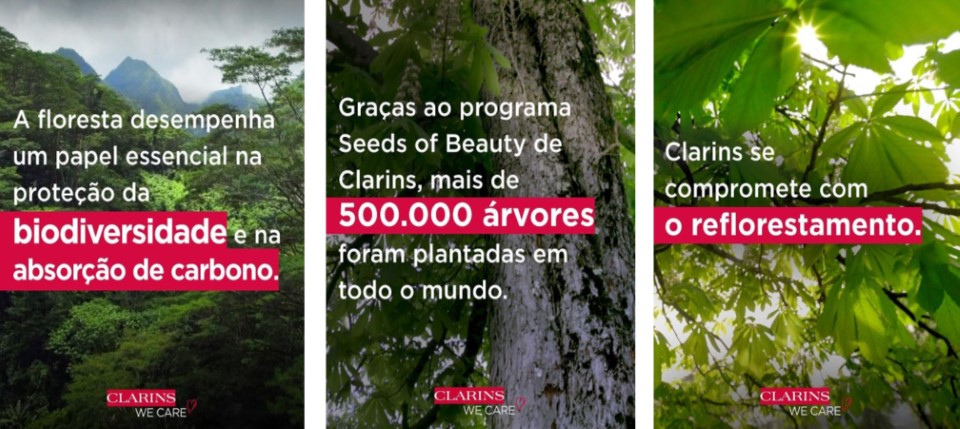 A floresta desempenha
um papel essencial na
proteção da
biodiversidade e na
absorção de carbono.
CLARINS
WE CARE
Graças ao programa
Seeds of Beauty de
Clarins, mais de
500.000 árvores
foram plantadas em
todo o mundo.
CLARINS
WE CARE
Clarins se
compromete com
o reflorestamento.
CLARINS
WE CARE